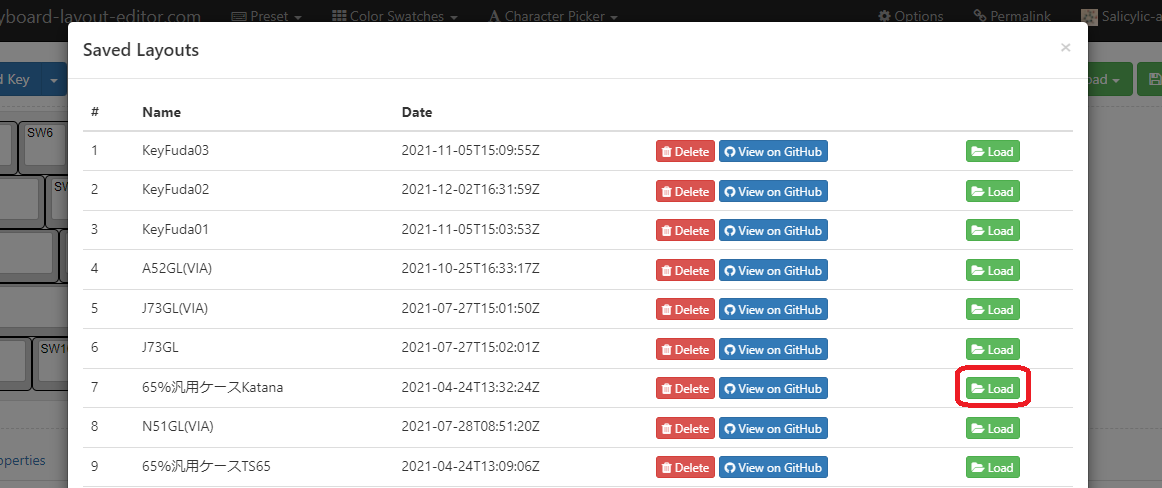 yboard-layout-editor.com Preset Color Swatches Character Picker Options Permalink Salicylic-a
Saved Layouts ×
d Key
oad
# Name Date
SW6
1 KeyFuda03 2021-11-05T15:09:55Z Delete View on GitHub Load
2 KeyFuda02 2021-12-02T16:31:59Z Delete View on GitHub Load
SW
3 KeyFuda01 2021-11-05T15:03:53Z Delete View on GitHub Load
4 A52GL(VIA) 2021-10-25T16:33:17Z Delete View on GitHub Load
5 J73GL(VIA) 2021-07-27T15:01:50Z Delete View on GitHub Load
6 J73GL 2021-07-27T15:02:01Z Delete View on GitHub Load
SW1
7 65%汎用ケースKatana 2021-04-24T13:32:24Z Delete View on GitHub Load
8 N51GL(VIA) 2021-07-28T08:51:20Z Delete View on GitHub Load
operties
9 65%汎用ケースTS65 2021-04-24T13:09:06Z Delete View on GitHub Load